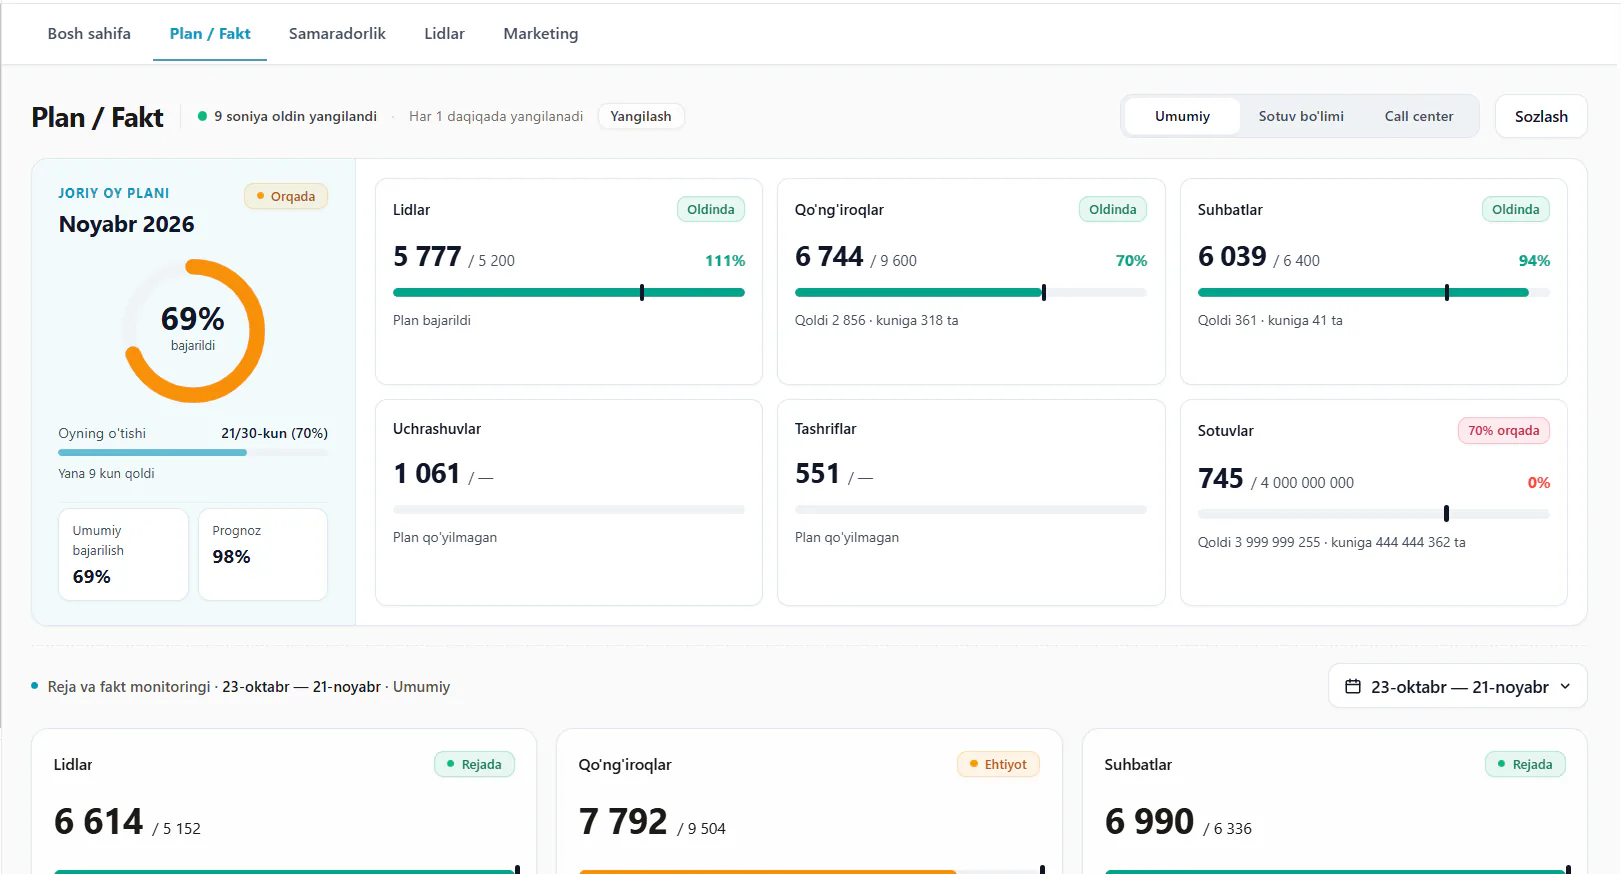 Bosh sahifa Plan / Fakt Samaradorlik Lidlar Marketing
Plan / Fakt 9 soniya oldin yangilandi · Har 1 daqiqada yangilanadi Yangilash Umumiy Sotuv bo'limi Call center Sozlash
JORIY OY PLANI
Orqada
Noyabr 2026
69%
bajarildi
Oyning o'tishi 21/30-kun (70%)
Yana 9 kun qoldi
Umumiy
bajarilish
69%
Prognoz
98%
Lidlar Oldinda
5 777 / 5 200 111%
Plan bajarildi
Qo'ng'iroqlar Oldinda
6 744 / 9 600 70%
Qoldi 2 856 · kuniga 318 ta
Suhbatlar Oldinda
6 039 / 6 400 94%
Qoldi 361 · kuniga 41 ta
Uchrashuvlar
1 061 / —
Plan qo'yilmagan
Tashriflar
551 / —
Plan qo'yilmagan
Sotuvlar 70% orqada
745 / 4 000 000 000 0%
Qoldi 3 999 999 255 · kuniga 444 444 362 ta
Reja va fakt monitoringi · 23-oktabr — 21-noyabr · Umumiy
23-oktabr — 21-noyabr
Lidlar Rejada
6 614 / 5 152
Qo'ng'iroqlar Ehtiyot
7 792 / 9 504
Suhbatlar Rejada
6 990 / 6 336